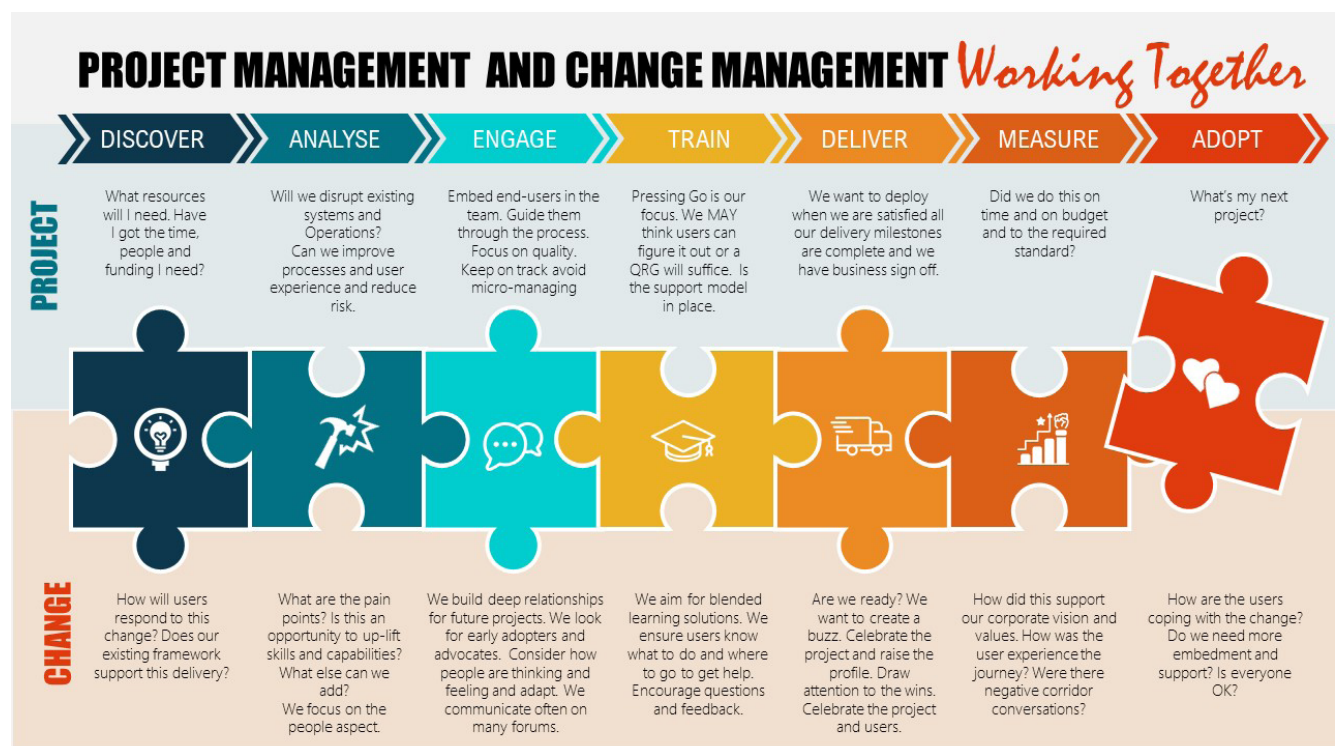 PROJECT MANAGEMENT AND CHANGE MANAGEMENT Working Together
DISCOVER
ANALYSE
ENGAGE
TRAIN
DELIVER
MEASURE
ADOPT
PROJECT
What resources
will I need. Have
I got the time,
people and
funding I need?
Will we disrupt existing
systems and
Operations?
Can we improve
processes and user
experience and reduce
risk.
Embed end-users in the
team. Guide them
through the process.
Focus on quality.
Keep on track avoid
micro-managing
Pressing Go is our
focus. We MAY
think users can
figure it out or a
QRG will suffice. Is
the support model
in place.
We want to deploy
when we are satisfied all
our delivery milestones
are complete and we
have business sign off.
Did we do this on
time and on budget
and to the required
standard?
What's my next
project?
CHANGE
How will users
respond to this
change? Does our
existing framework
support this delivery?
What are the pain
points? Is this an
opportunity to up-lift
skills and capabilities?
What else can we
add?
We focus on the
people aspect.
We build deep relationships
for future projects. We look
for early adopters and
advocates. Consider how
people are thinking and
feeling and adapt. We
communicate often on
many forums.
We aim for blended
learning solutions. We
ensure users know
what to do and where
to go to get help.
Encourage questions
and feedback.
Are we ready? We
want to create a
buzz. Celebrate the
project and raise the
profile. Draw
attention to the wins.
Celebrate the project
and users.
How did this support
our corporate vision and
values. How was the
user experience the
journey? Were there
negative corridor
conversations?
How are the users
coping with the change?
Do we need more
embedment and
support? Is everyone
OK?